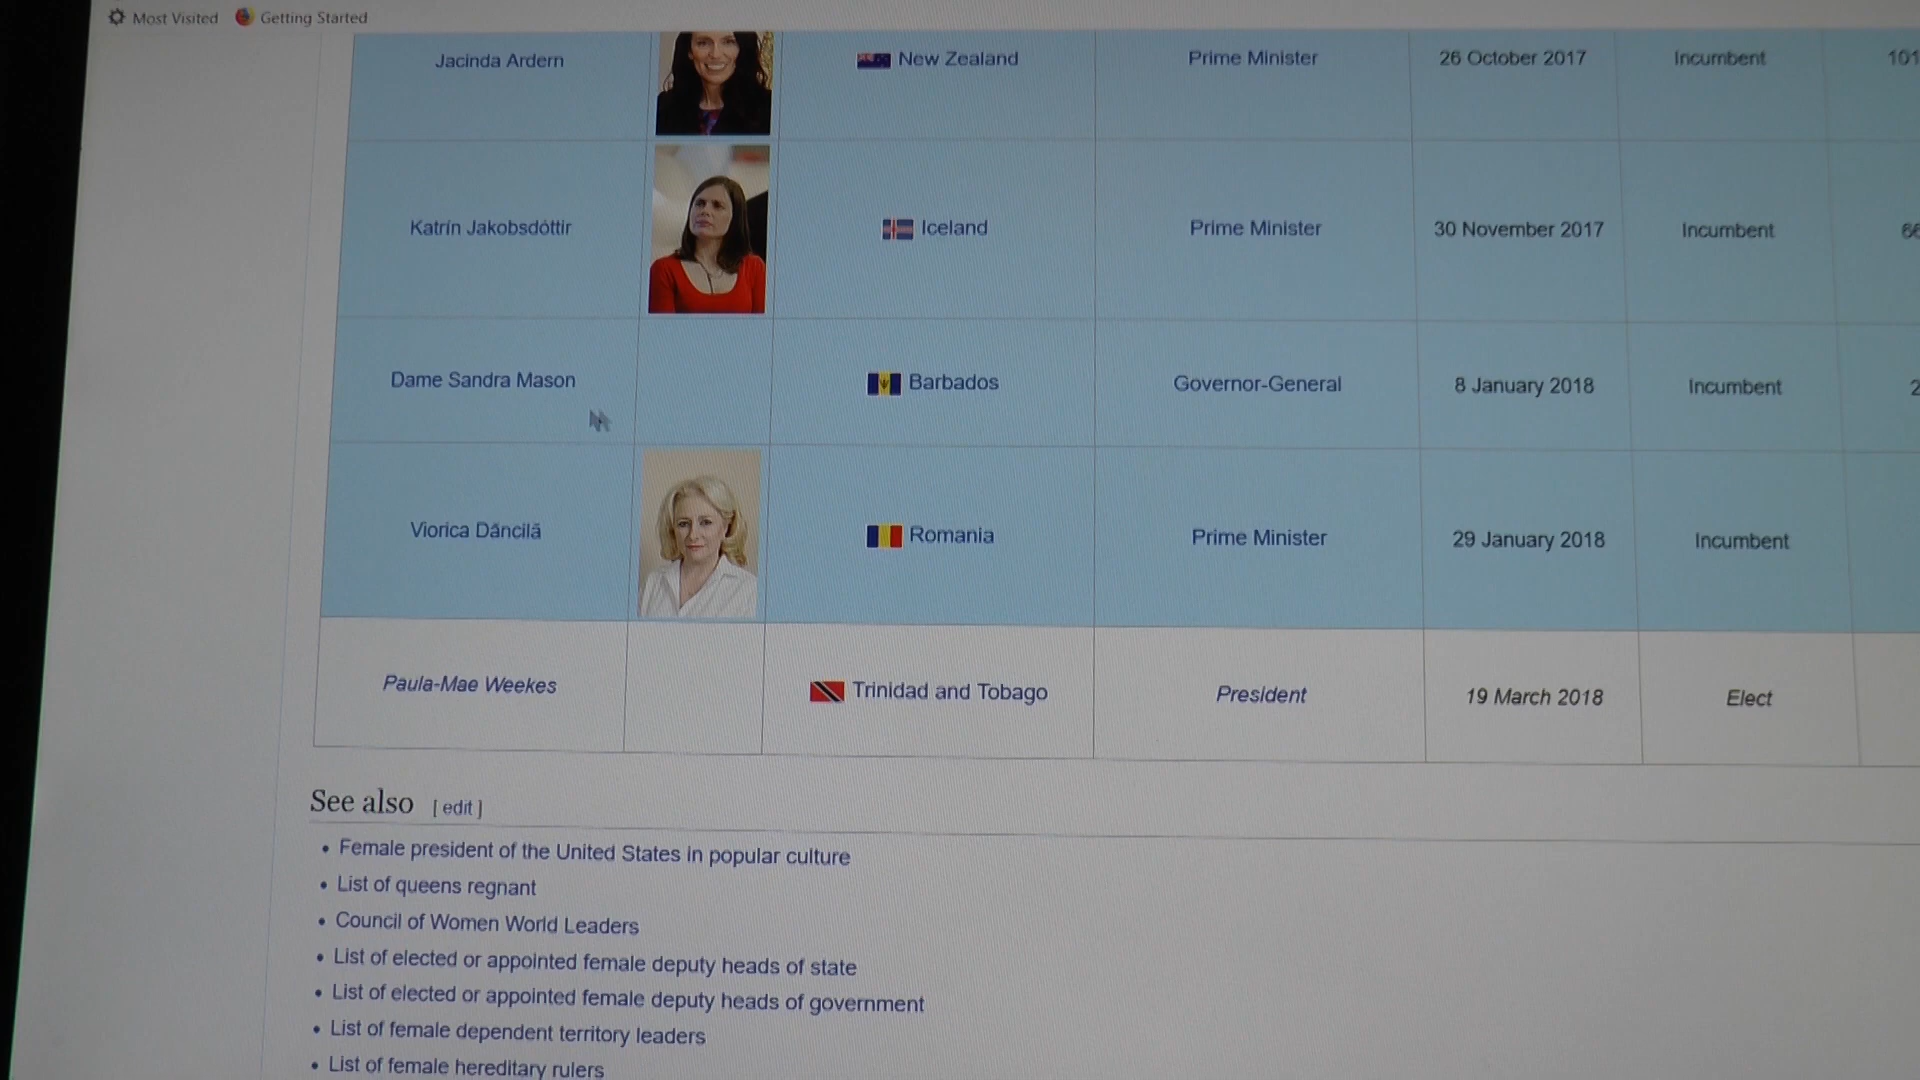 Most Visited Getting Started
Jacinda Ardern New Zealand Prime Minister 26 October 2017 Incumbent 101
Katrín Jakobsdóttir Iceland Prime Minister 30 November 2017 Incumbent
Dame Sandra Mason Barbados Governor-General 8 January 2018 Incumbent 2
Viorica Dăncilă Romania Prime Minister 29 January 2018 Incumbent
Paula-Mae Weekes Trinidad and Tobago President 19 March 2018 Elect
See also [ edit ]
• Female president of the United States in popular culture
• List of queens regnant
• Council of Women World Leaders
• List of elected or appointed female deputy heads of state
• List of elected or appointed female deputy heads of government
• List of female dependent territory leaders
• List of female hereditary rulers